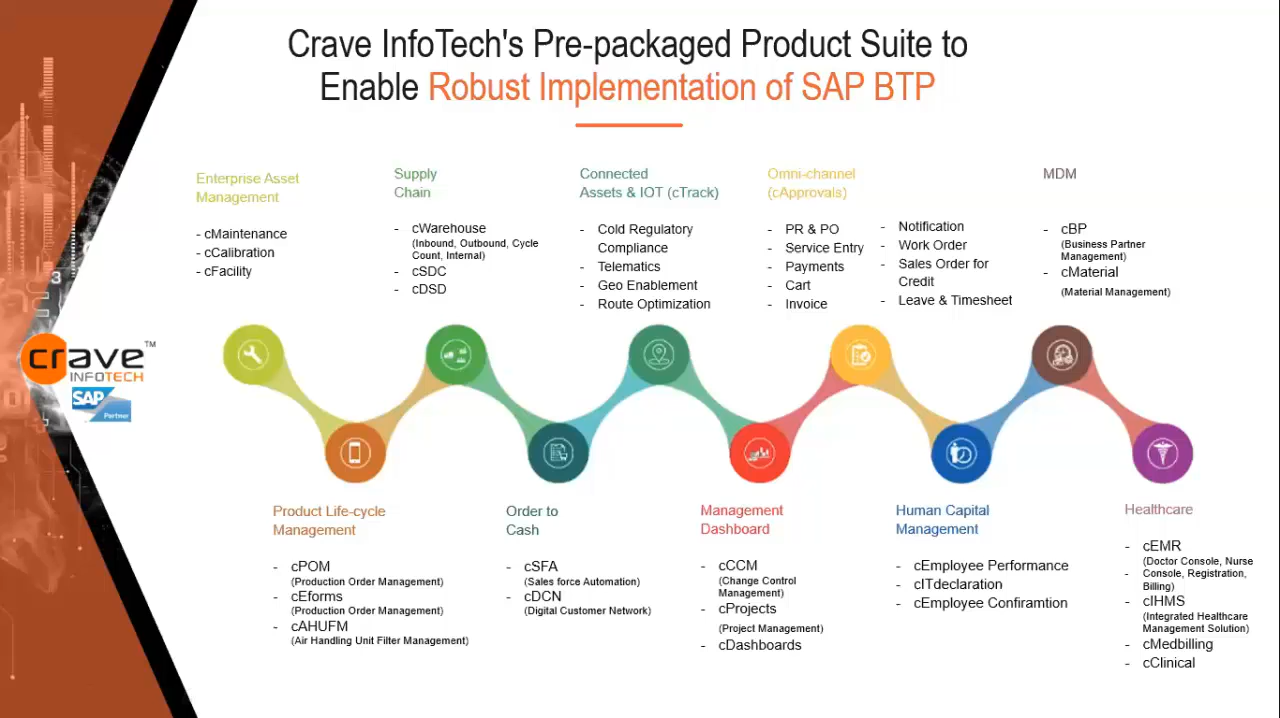 Crave InfoTech's Pre-packaged Product Suite to
Enable Robust Implementation of SAP BTP
Enterprise Asset
Management
- cMaintenance
- cCalibration
- cFacility
Supply
Chain
- cWarehouse
(Inbound, Outbound, Cycle
Count, Internal)
- cSDC
- cDSD
Connected
Assets & IOT (cTrack)
- Cold Regulatory
Compliance
- Telematics
- Geo Enablement
- Route Optimization
Omni-channel
(cApprovals)
- PR & PO
- Service Entry
- Payments
- Cart
- Invoice
- Notification
- Work Order
- Sales Order for
Credit
- Leave & Timesheet
MDM
- cBP
(Business Partner
Management)
- cMaterial
(Material Management)
crave™
INFOTECH
SAP
Partner
Product Life-cycle
Management
- cPOM
(Production Order Management)
- cEforms
(Production Order Management)
- cAHUFM
(Air Handling Unit Filter Management)
Order to
Cash
- cSFA
(Sales force Automation)
- cDCN
(Digital Customer Network)
Management
Dashboard
- cCCM
(Change Control
Management)
- cProjects
(Project Management)
- cDashboards
Human Capital
Management
- cEmployee Performance
- cITdeclaration
- cEmployee Confiramtion
Healthcare
- cEMR
(Doctor Console, Nurse
- Console, Registration,
Billing)
- cIHMS
(Integrated Healthcare
Management Solution)
- cMedbilling
- cClinical